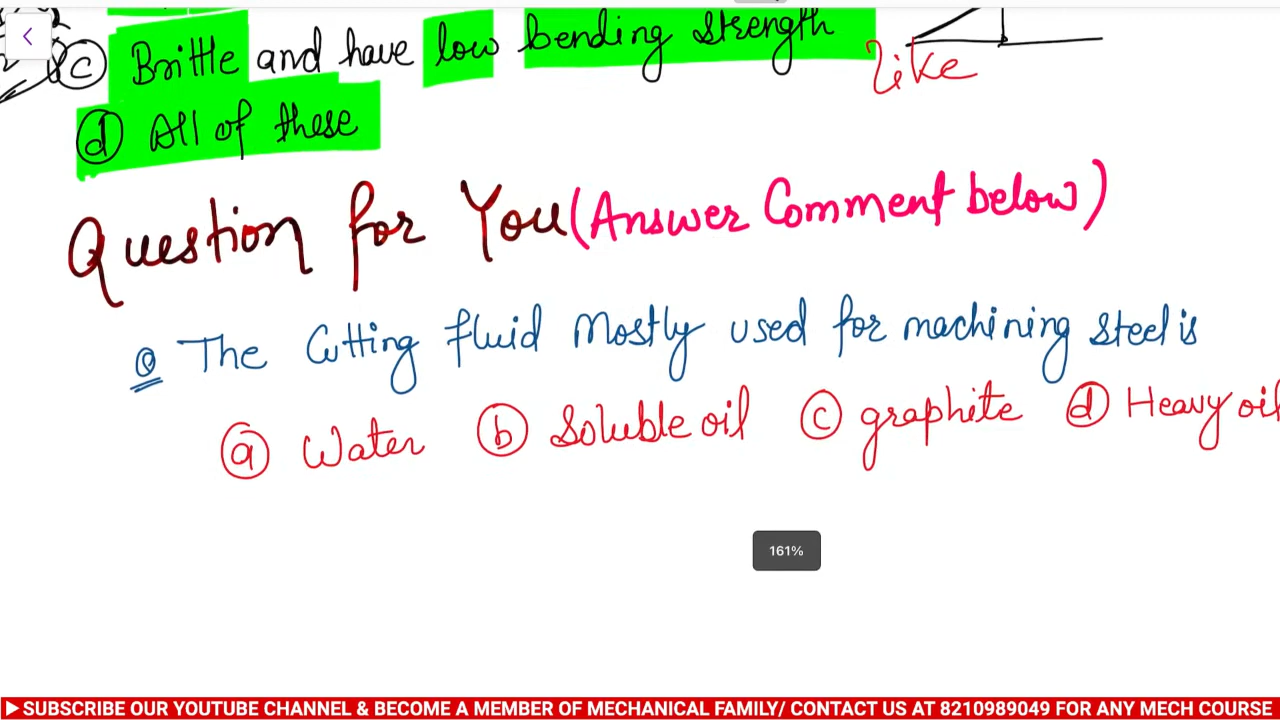 (c) Brittle and have low bending strength
like
(d) All of these
Question for You (Answer Comment below)
Q The Cutting fluid Mostly used for machining steel is
(a) Water (b) Soluble oil (c) graphite (d) Heavy oil
161%
▶ SUBSCRIBE OUR YOUTUBE CHANNEL & BECOME A MEMBER OF MECHANICAL FAMILY/ CONTACT US AT 8210989049 FOR ANY MECH COURSE